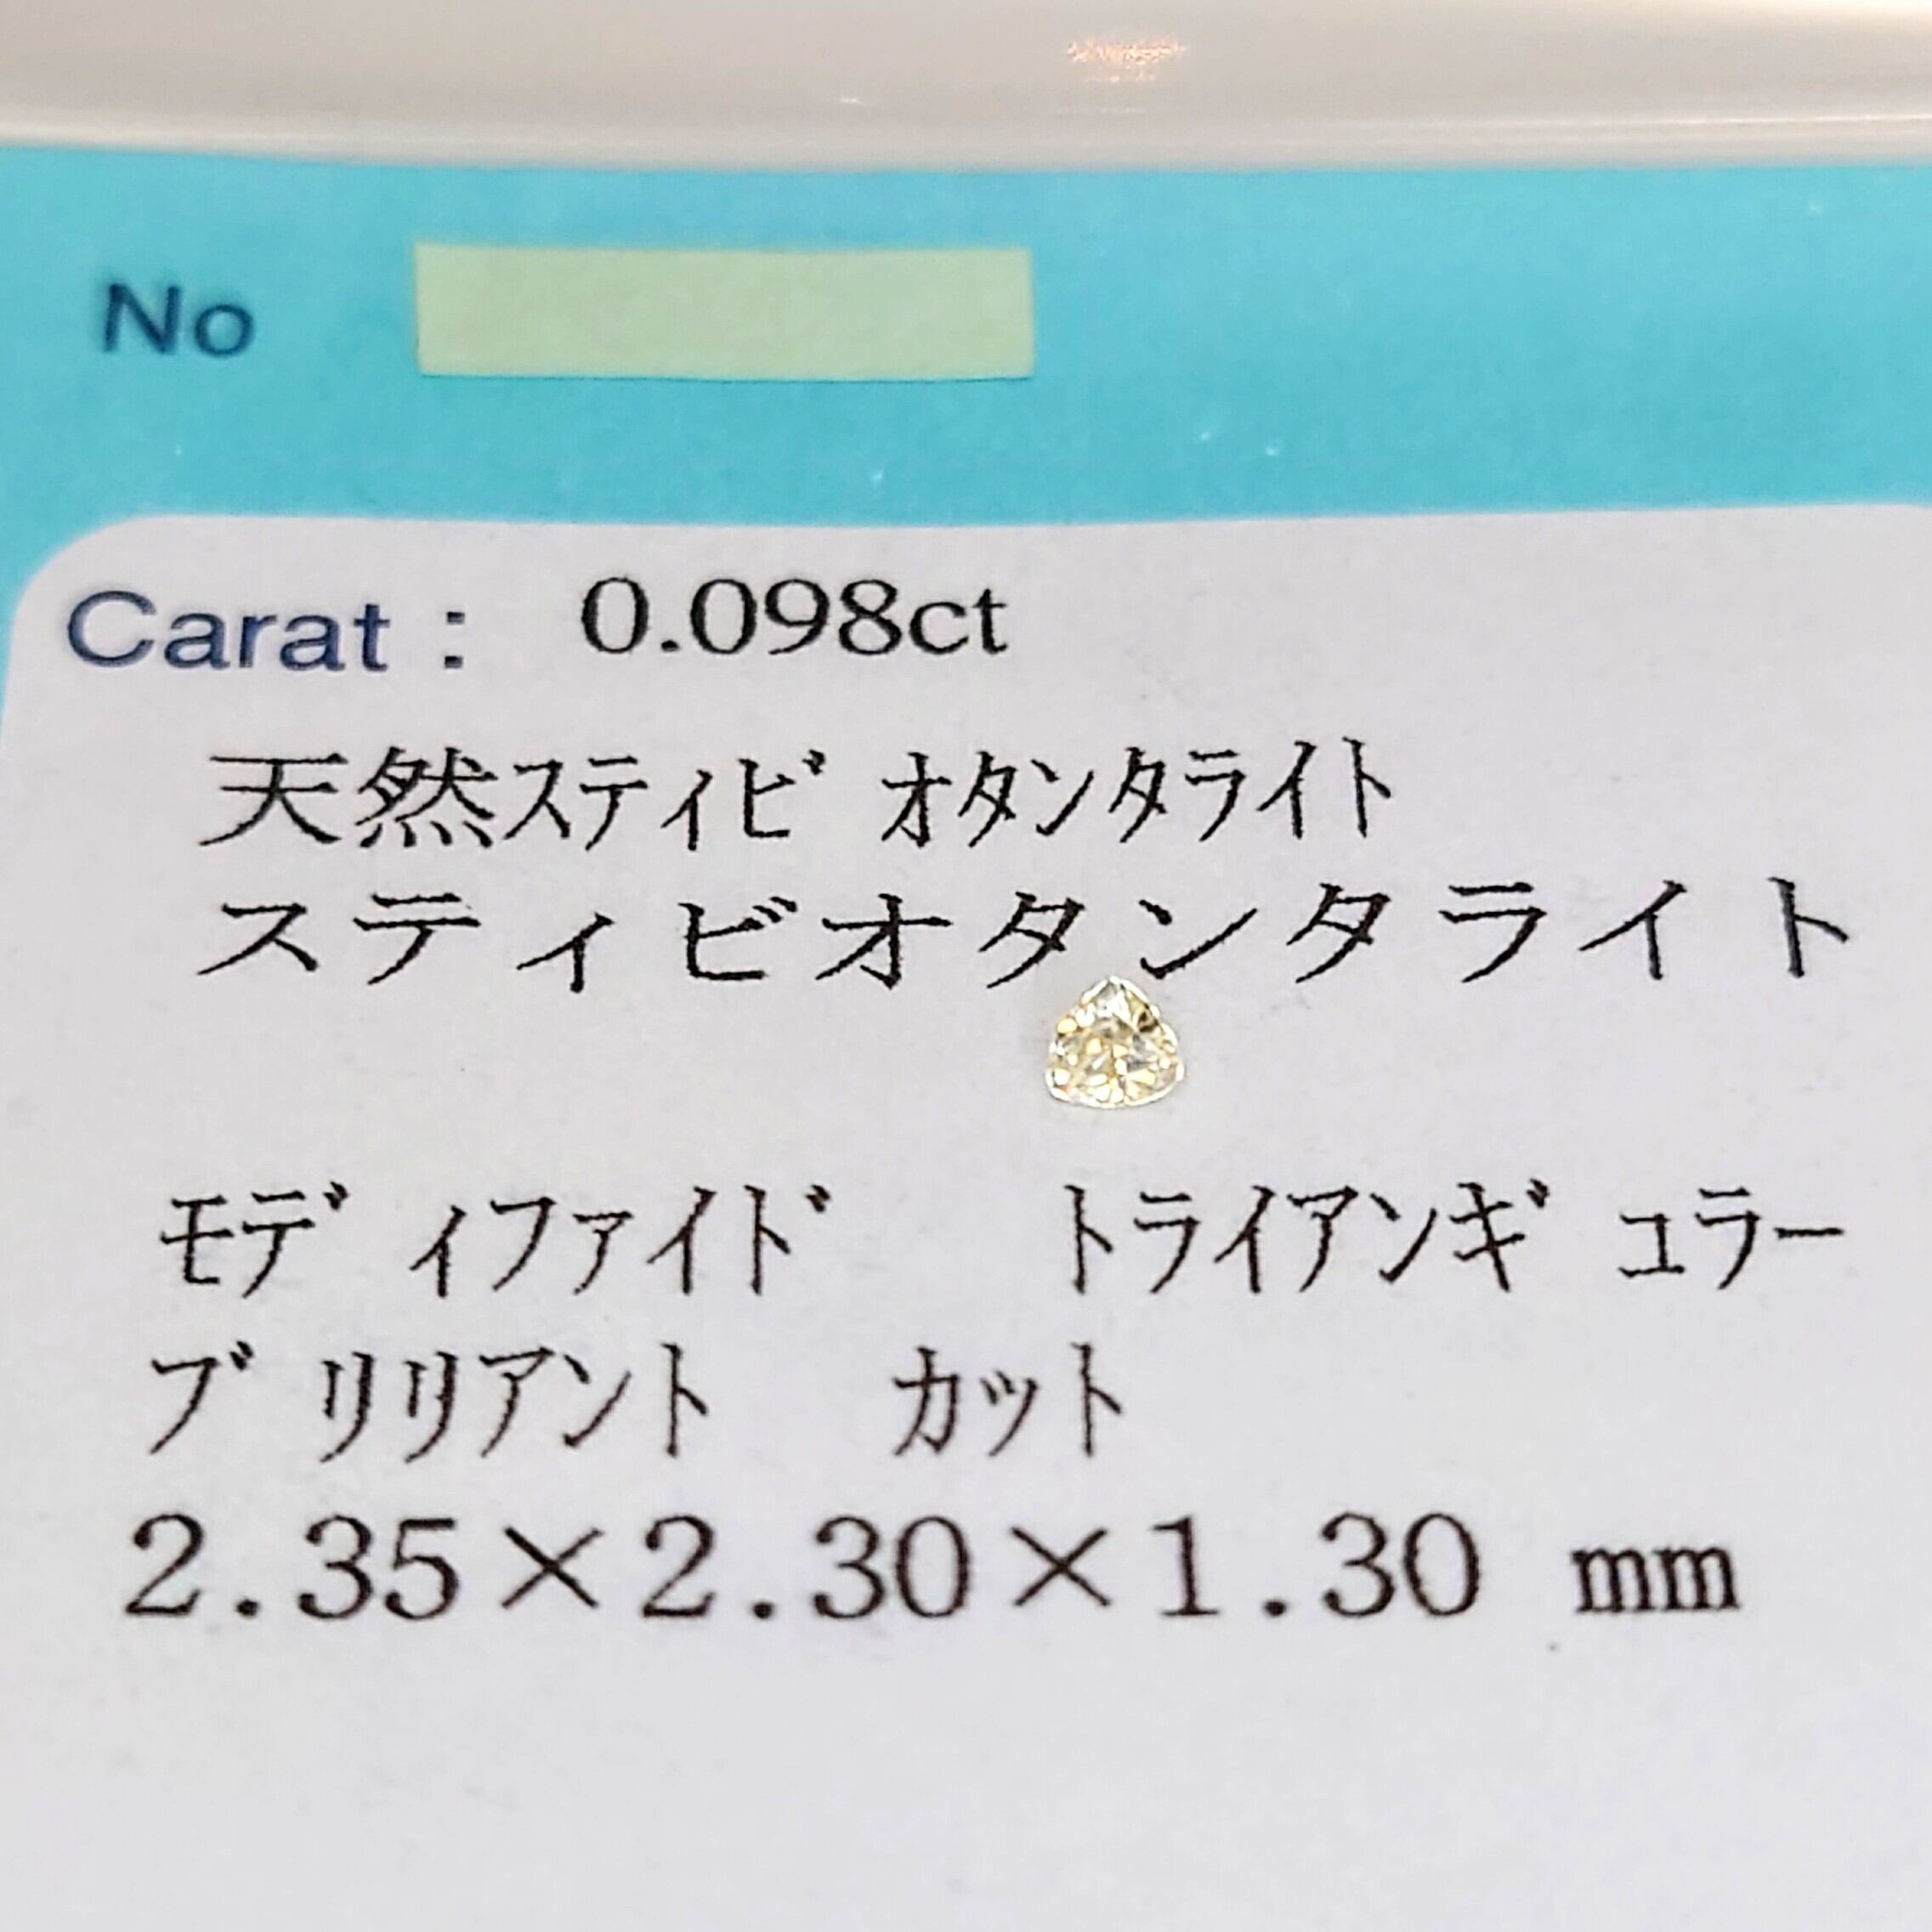 No
Carat : 0.098ct
天然ｽﾃｨﾋﾞｵﾀﾝﾀﾗｲﾄ
スティビオタンタライト
ﾓﾃﾞｨﾌｧｲﾄﾞ ﾄﾗｲｱﾝｷﾞｭﾗｰ
ﾌﾞﾘﾘｱﾝﾄ ｶｯﾄ
2.35×2.30×1.30 mm